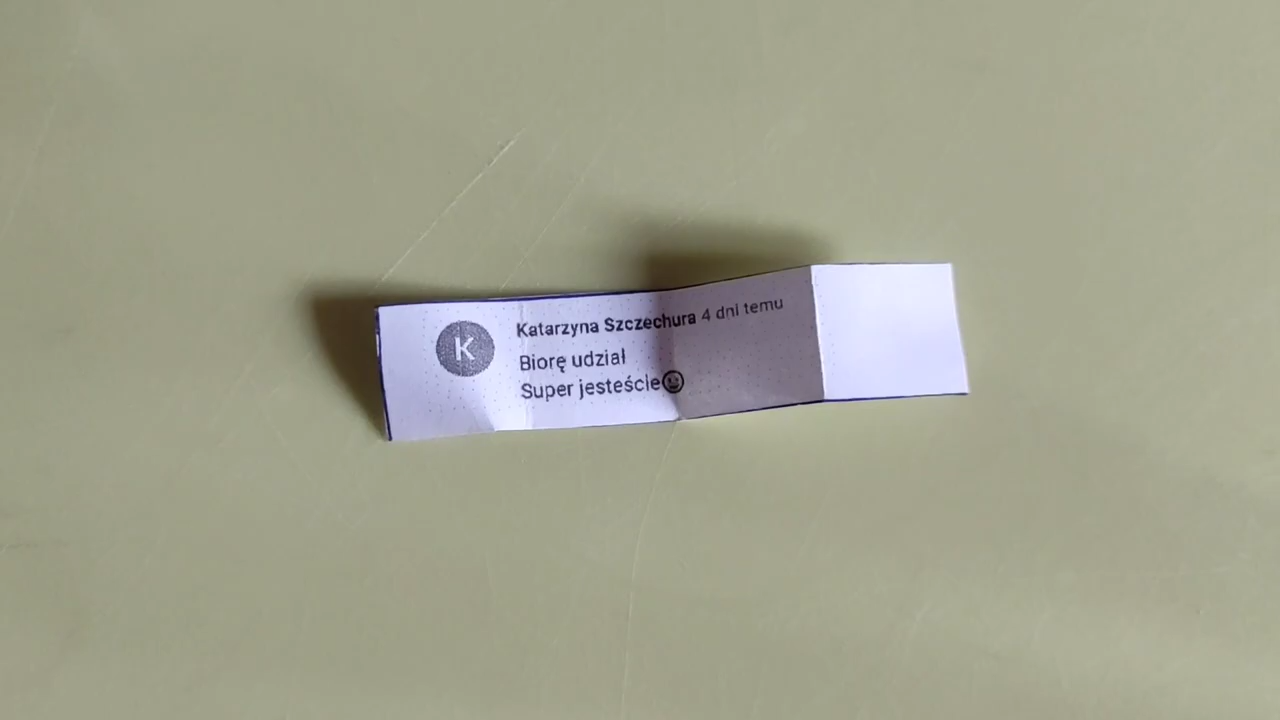 K
Katarzyna Szczechura 4 dni temu
Biorę udział
Super jesteście☺